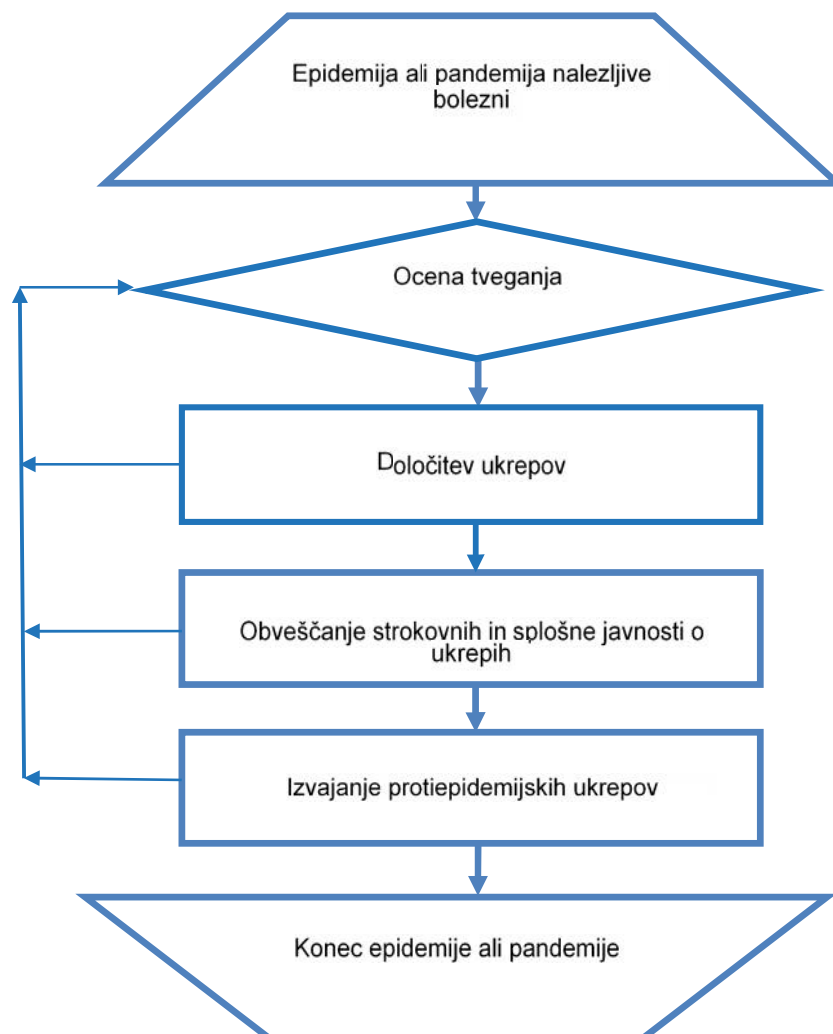 Epidemija ali pandemija nalezljive
bolezni
Ocena tveganja
Določitev ukrepov
Obveščanje strokovnih in splošne javnosti o
ukrepih
Izvajanje protiepidemijskih ukrepov
Konec epidemije ali pandemije